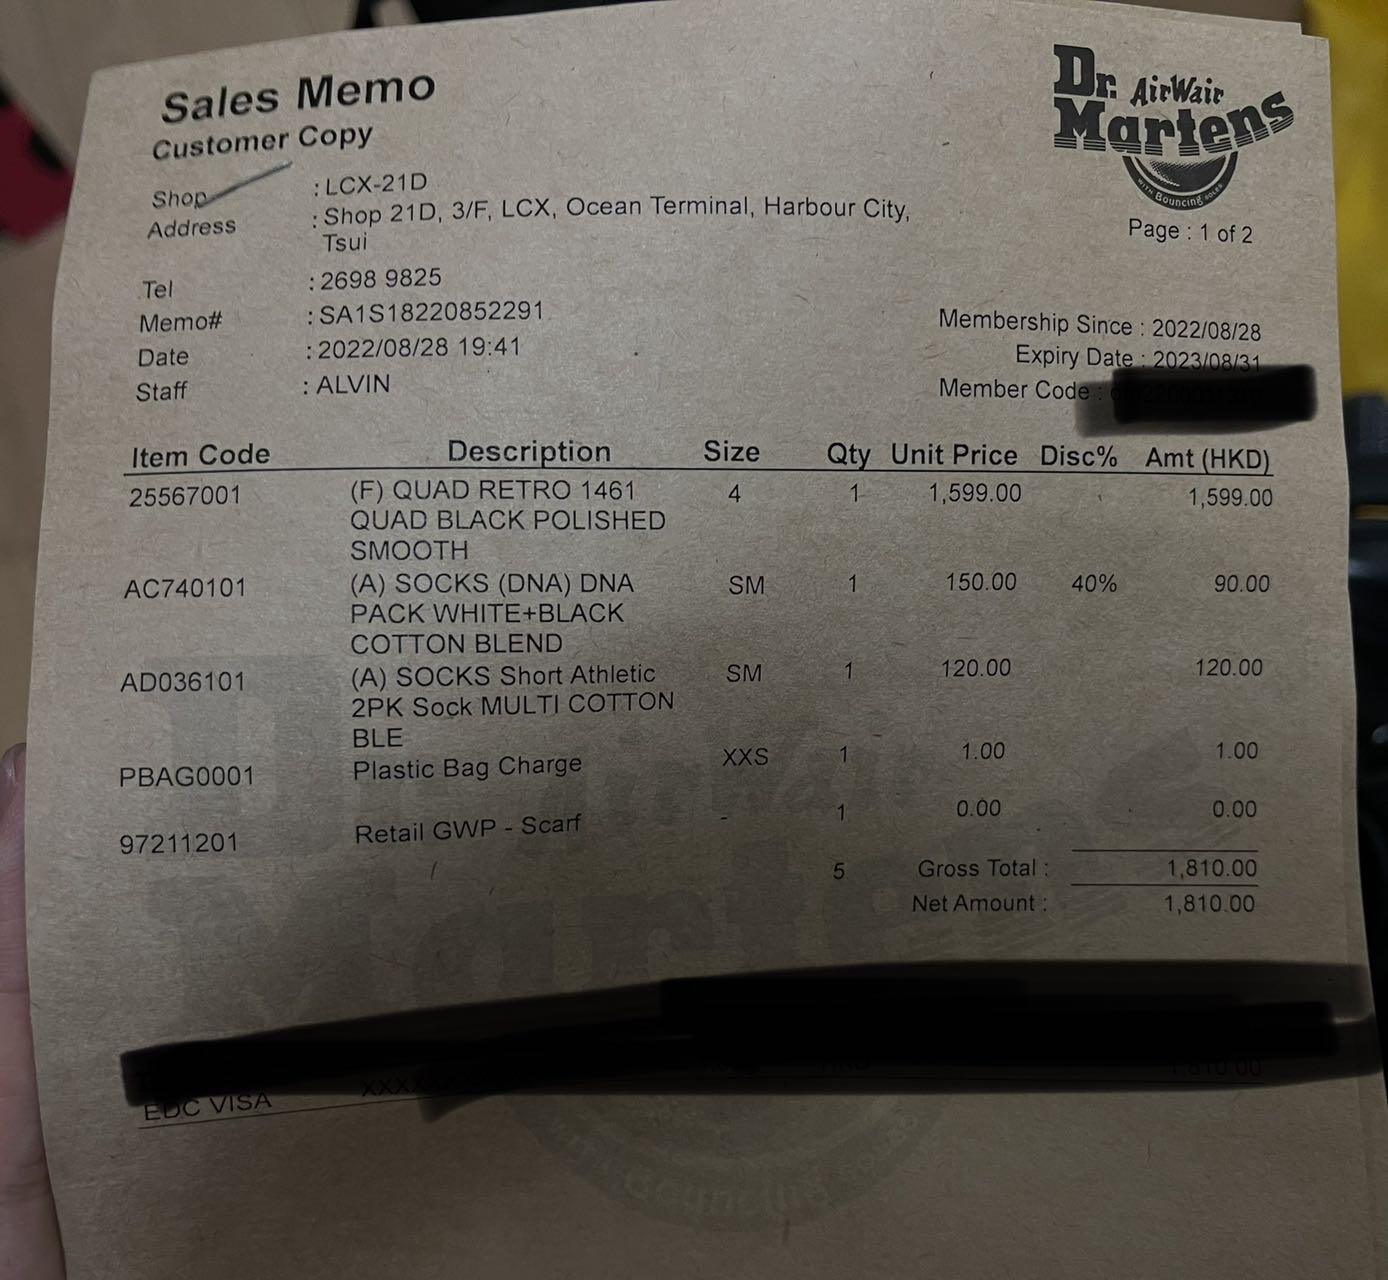 Sales Memo
Customer Copy
Dr. AirWair
Martens
WITH Bouncing SOLES
Page : 1 of 2
Shop : LCX-21D
Address : Shop 21D, 3/F, LCX, Ocean Terminal, Harbour City,
Tsui
Tel : 2698 9825
Memo# : SA1S18220852291
Date : 2022/08/28 19:41
Staff : ALVIN
Membership Since : 2022/08/28
Expiry Date : 2023/08/31
Member Code :
Item Code Description Size Qty Unit Price Disc% Amt (HKD)
25567001 (F) QUAD RETRO 1461 4 1 1,599.00 1,599.00
QUAD BLACK POLISHED
SMOOTH
AC740101 (A) SOCKS (DNA) DNA SM 1 150.00 40% 90.00
PACK WHITE+BLACK
COTTON BLEND
AD036101 (A) SOCKS Short Athletic SM 1 120.00 120.00
2PK Sock MULTI COTTON
BLE
PBAG0001 Plastic Bag Charge XXS 1 1.00 1.00
97211201 Retail GWP - Scarf - 1 0.00 0.00
5 Gross Total : 1,810.00
Net Amount : 1,810.00
EDC VISA 1,810.00